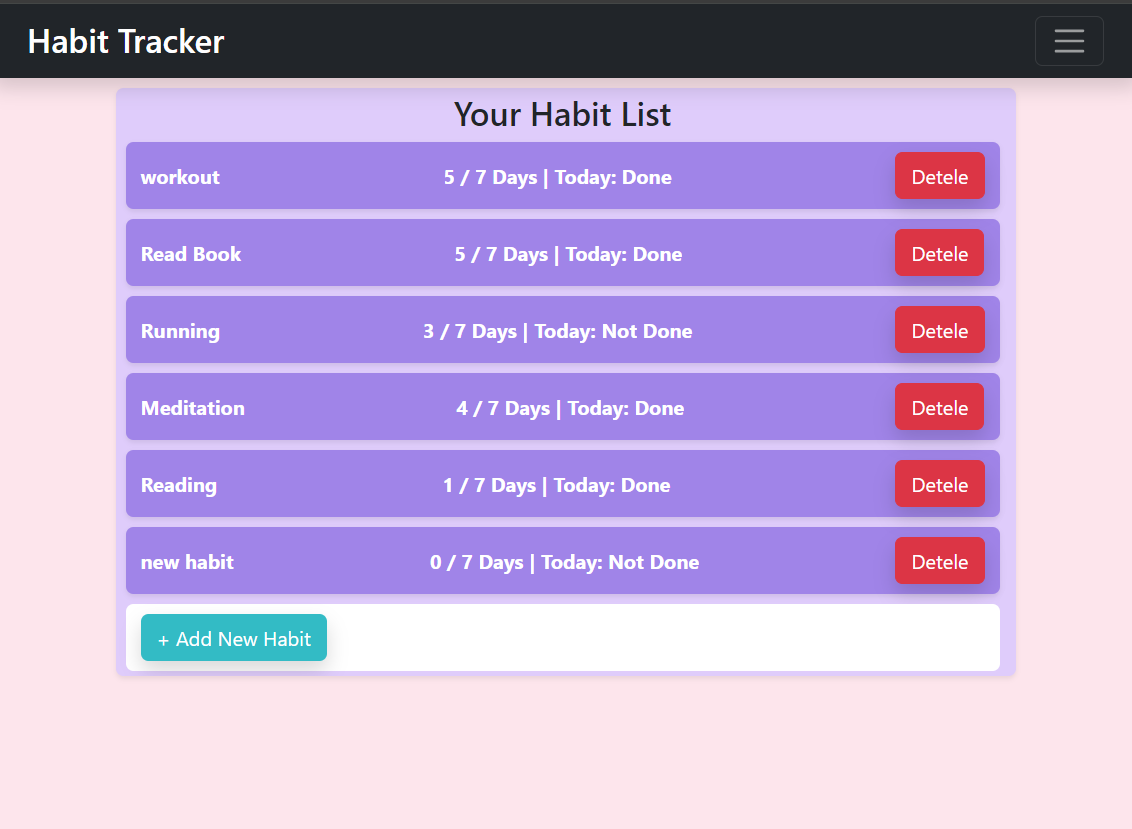 Habit Tracker
Your Habit List
workout 5 / 7 Days | Today: Done Detele
Read Book 5 / 7 Days | Today: Done Detele
Running 3 / 7 Days | Today: Not Done Detele
Meditation 4 / 7 Days | Today: Done Detele
Reading 1 / 7 Days | Today: Done Detele
new habit 0 / 7 Days | Today: Not Done Detele
+ Add New Habit